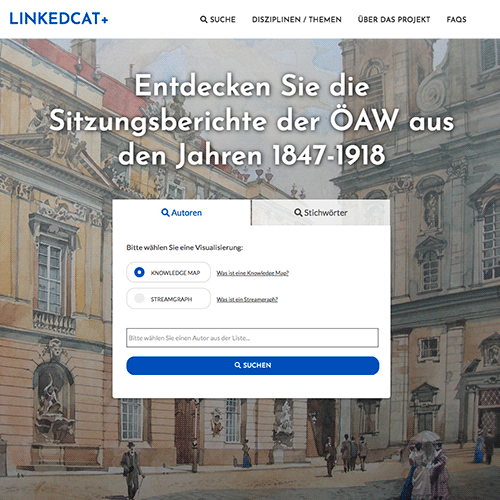 LINKEDCAT+
SUCHE DISZIPLINEN / THEMEN ÜBER DAS PROJEKT FAQS
Entdecken Sie die
Sitzungsberichte der ÖAW aus
den Jahren 1847-1918
Autoren Stichwörter
Bitte wählen Sie eine Visualisierung:
KNOWLEDGE MAP Was ist eine Knowledge Map?
STREAMGRAPH Was ist ein Streamgraph?
Bitte wählen Sie einen Autor aus der Liste...
SUCHEN